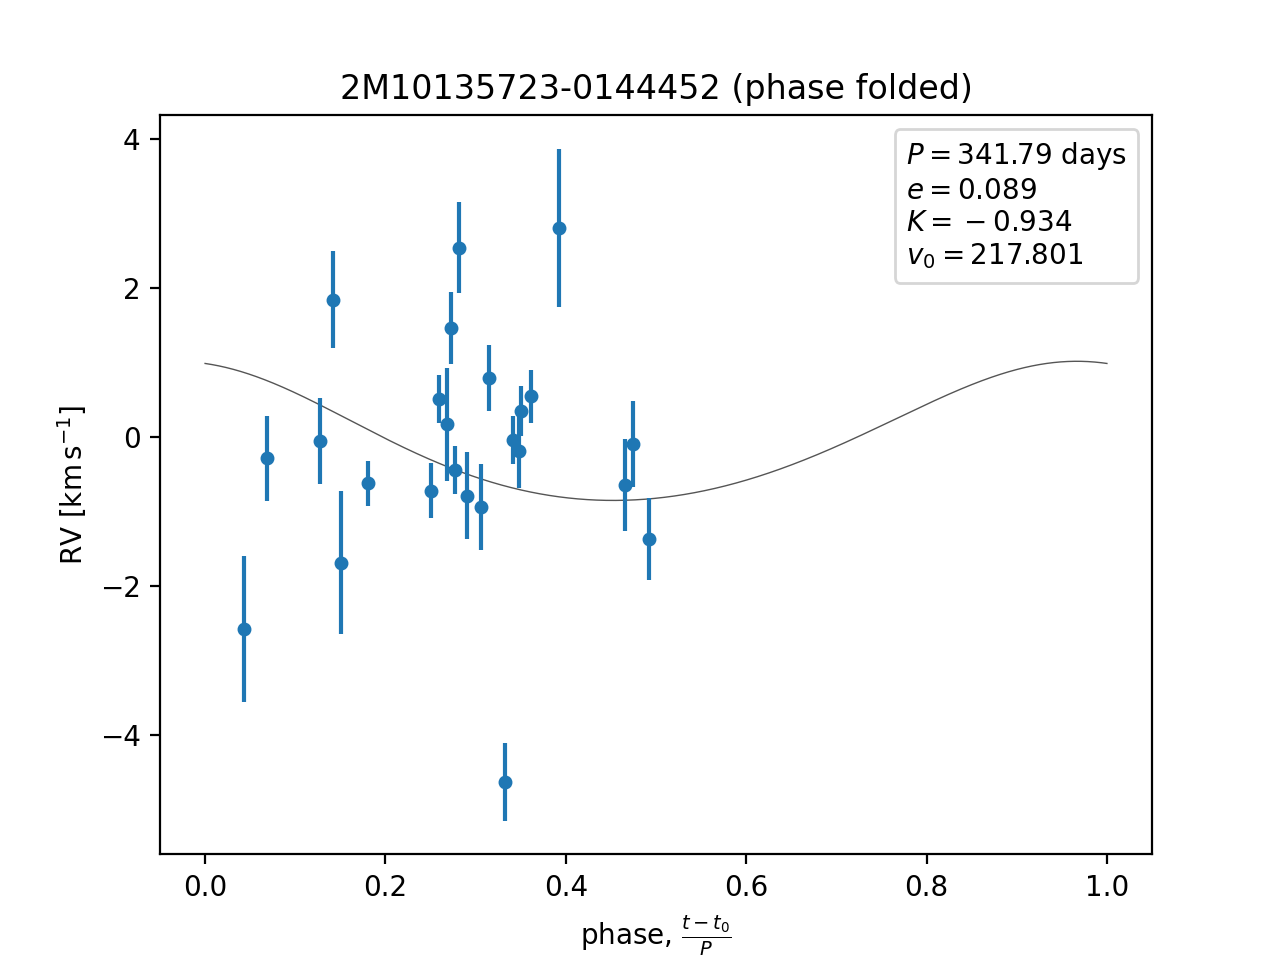 2M10135723-0144452 (phase folded)
P = 341.79 days
e = 0.089
K = −0.934
v₀ = 217.801
4
2
0
−2
−4
RV [km s⁻¹]
0.0 0.2 0.4 0.6 0.8 1.0
phase, (t − t₀)/P